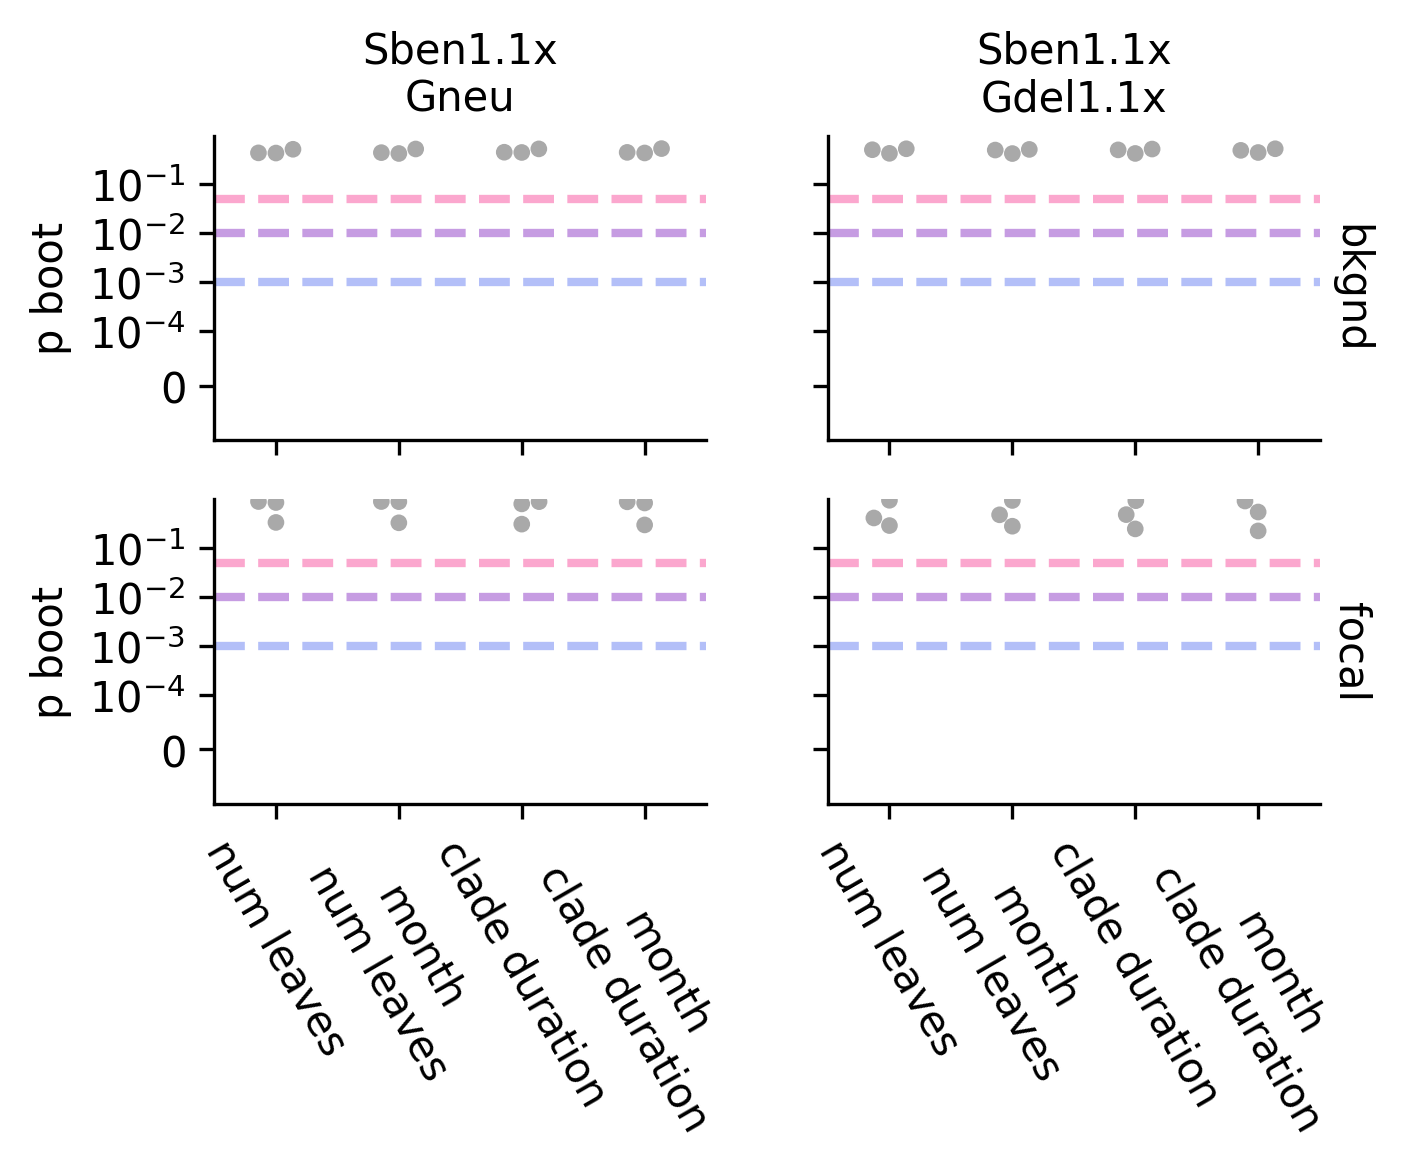 Sben1.1x
Gneu
Sben1.1x
Gdel1.1x
p boot
10⁻¹
10⁻²
10⁻³
10⁻⁴
0
bkgnd
p boot
10⁻¹
10⁻²
10⁻³
10⁻⁴
0
focal
num leaves
month
num leaves
clade duration
month
clade duration
num leaves
month
num leaves
clade duration
month
clade duration